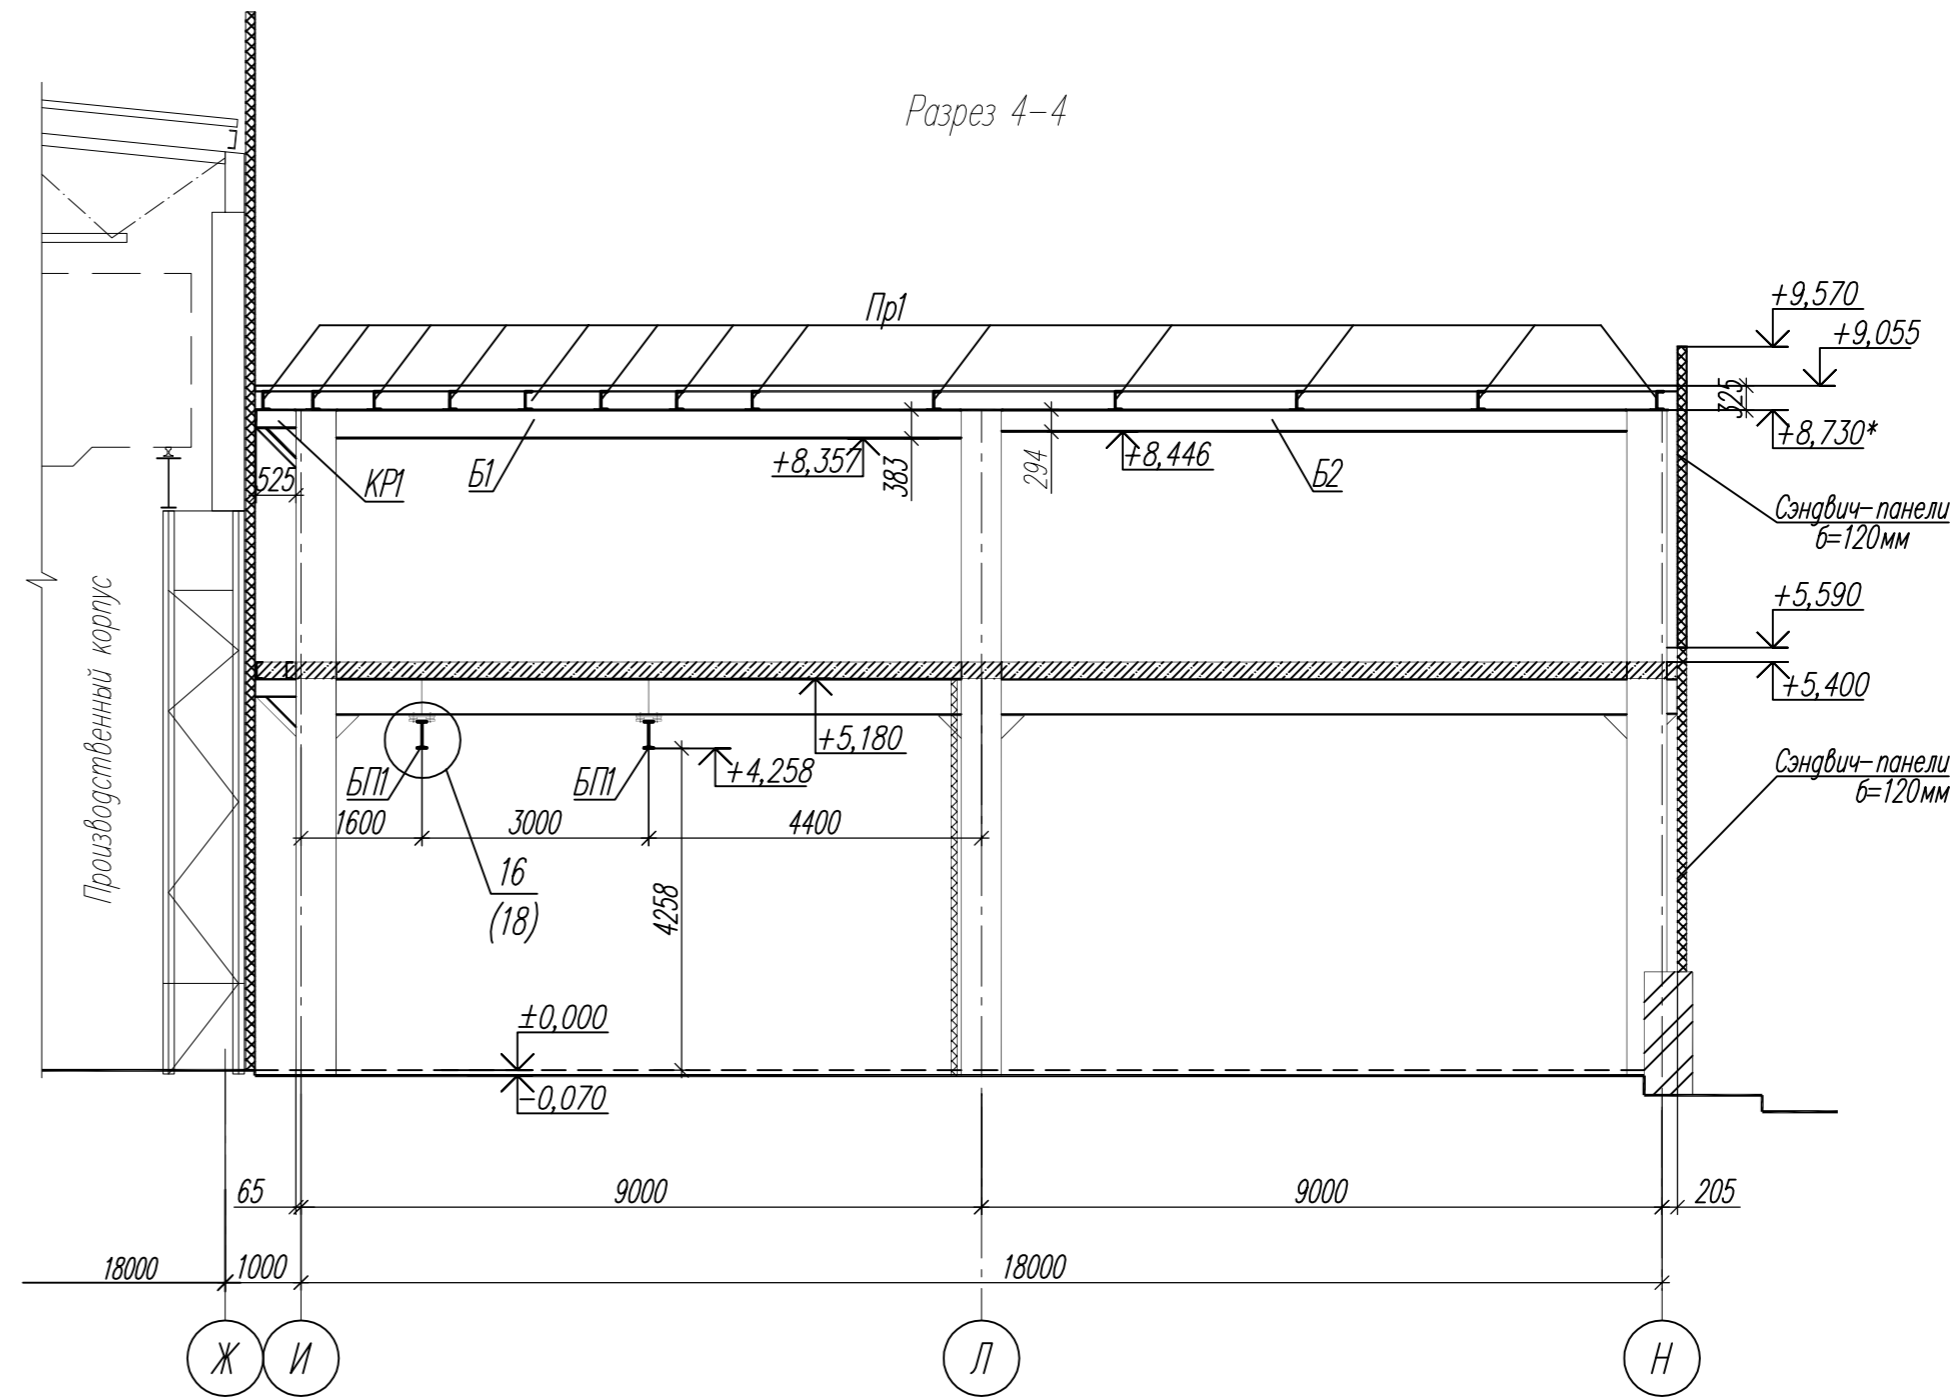 Разрез 4-4
Пр1
+9,570
+9,055
325
+8,730*
+8,357
383
294
+8,446
525
КР1
Б1
Б2
Сэндвич-панели
б=120мм
Производственный корпус
+5,590
+5,400
+5,180
+4,258
БП1
БП1
Сэндвич-панели
б=120мм
1600
3000
4400
16
(18)
4258
±0,000
-0,070
65
9000
9000
205
18000
1000
18000
Ж
И
Л
Н